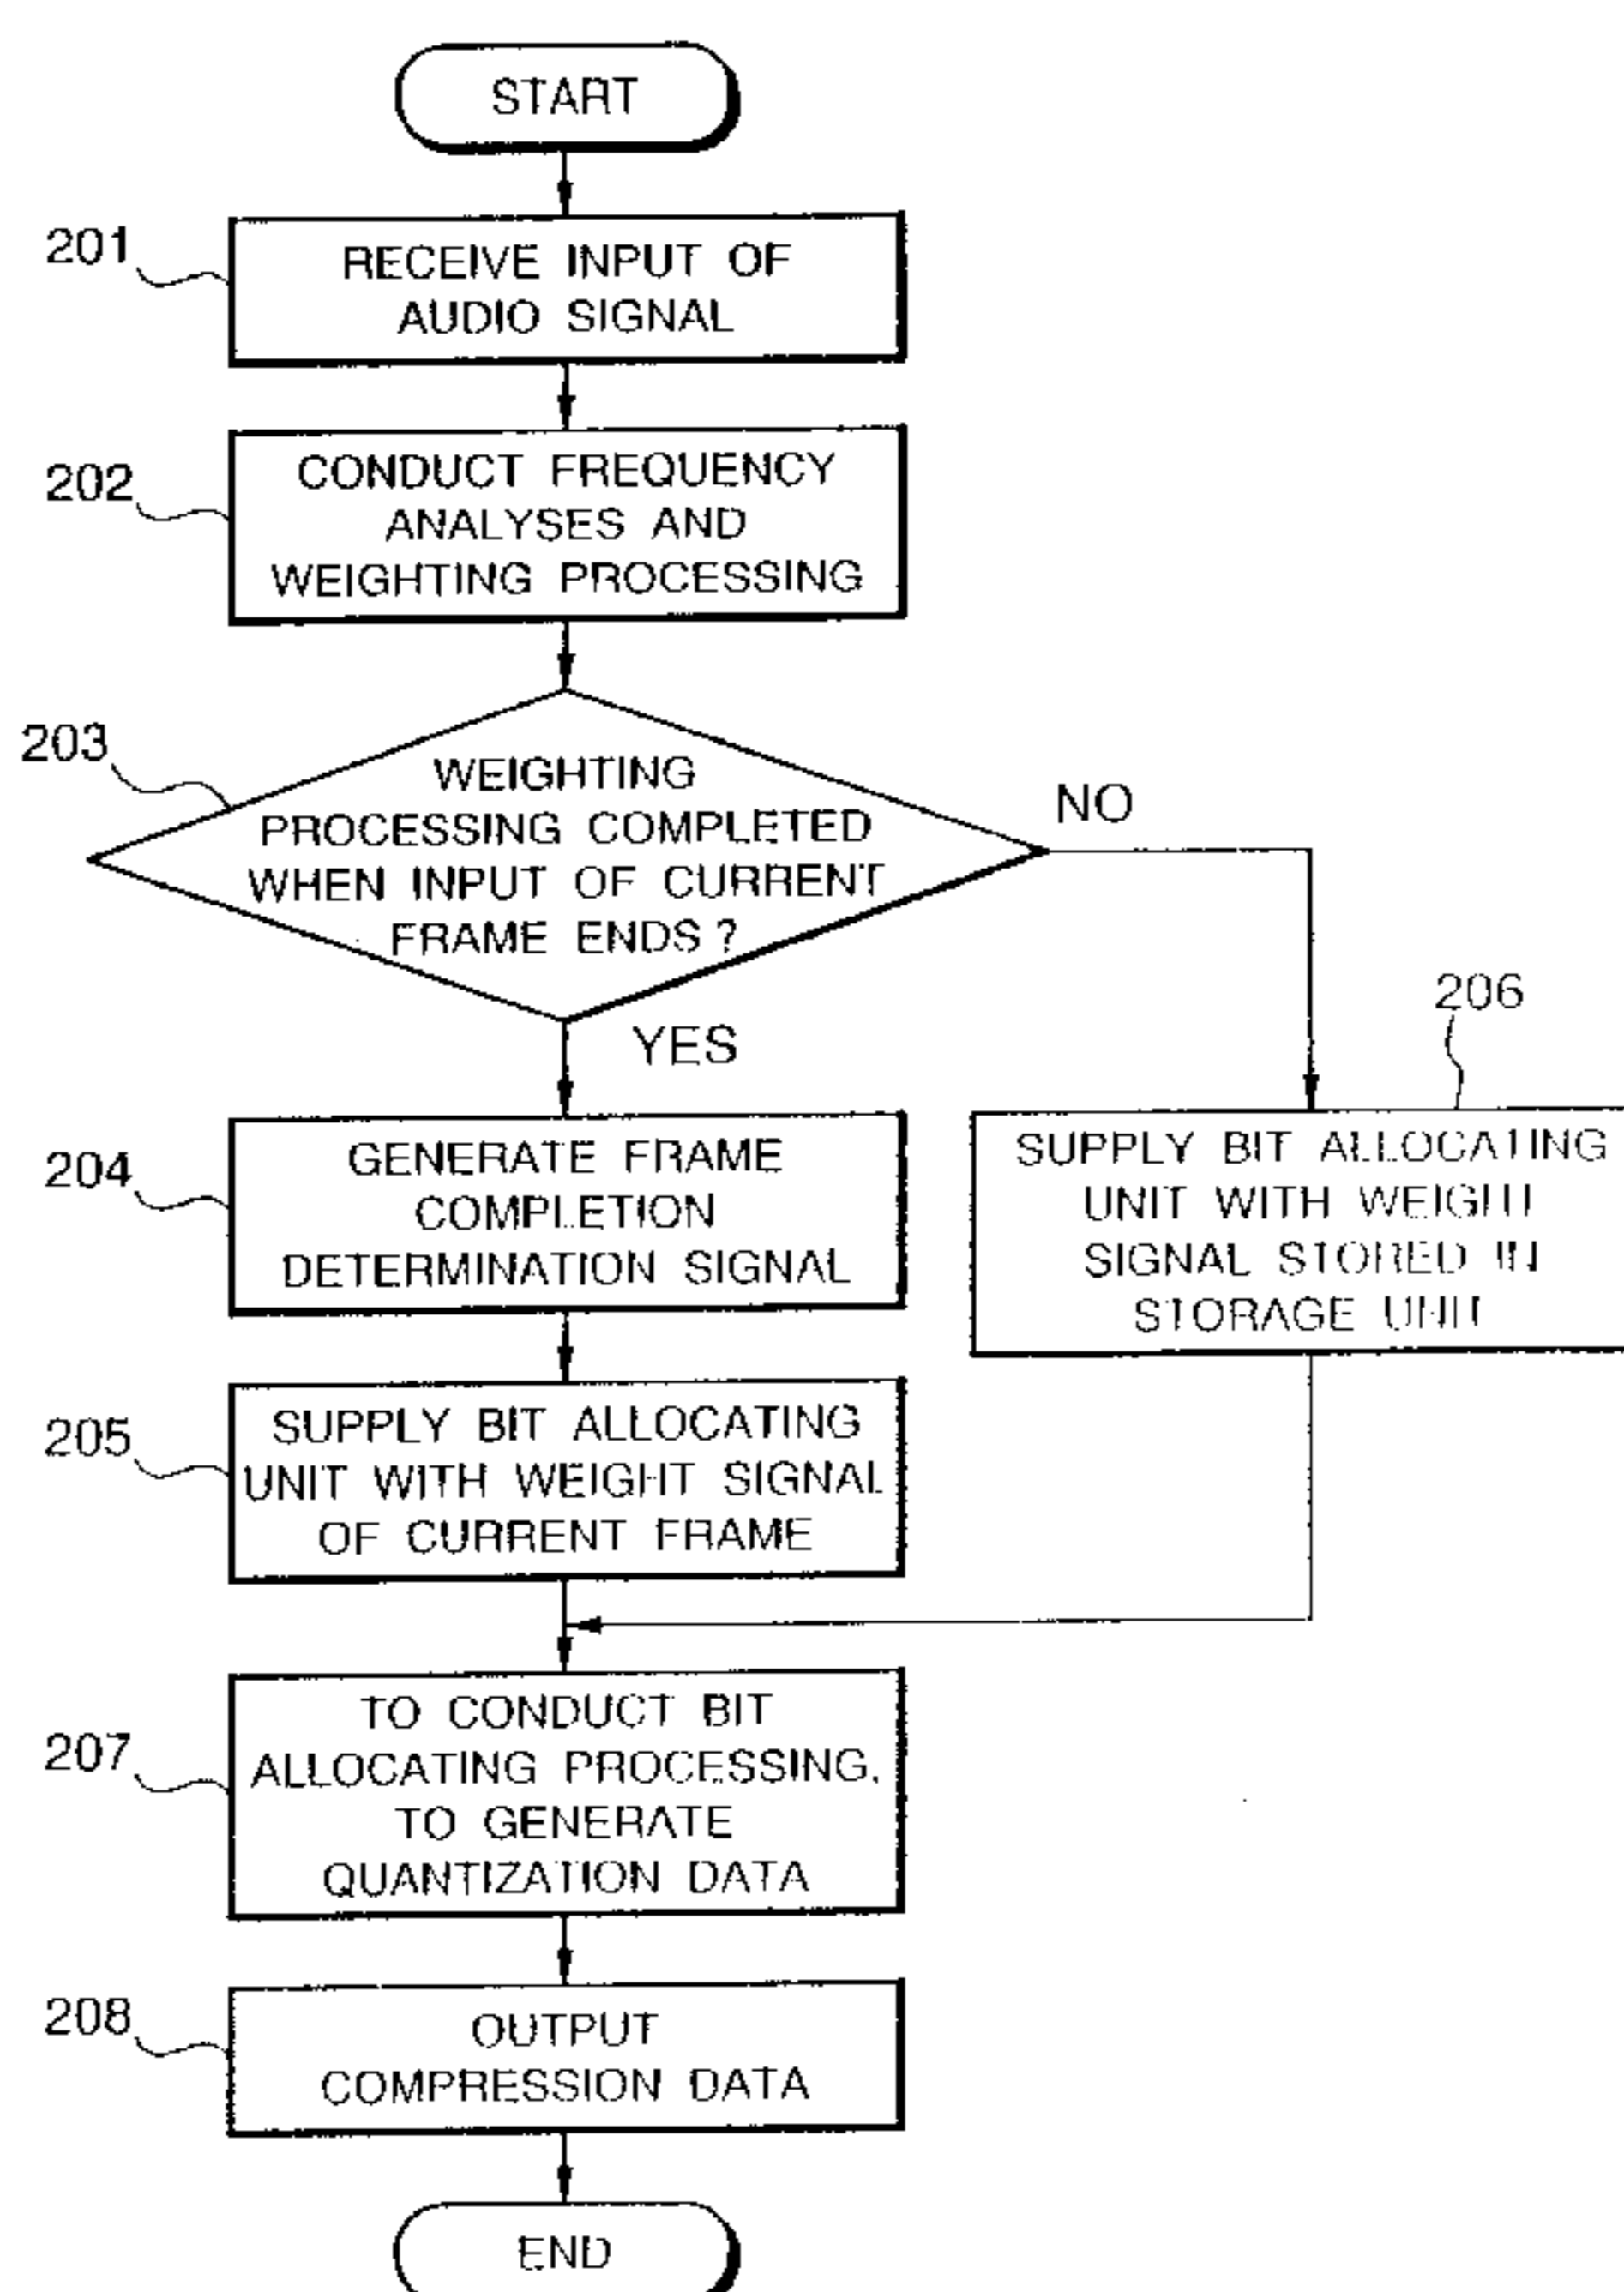 START
201
RECEIVE INPUT OF
AUDIO SIGNAL
202
CONDUCT FREQUENCY
ANALYSES AND
WEIGHTING PROCESSING
203
WEIGHTING
PROCESSING COMPLETED
WHEN INPUT OF CURRENT
FRAME ENDS ?
NO
YES
204
GENERATE FRAME
COMPLETION
DETERMINATION SIGNAL
206
SUPPLY BIT ALLOCATING
UNIT WITH WEIGHT
SIGNAL STORED IN
STORAGE UNIT
205
SUPPLY BIT ALLOCATING
UNIT WITH WEIGHT SIGNAL
OF CURRENT FRAME
207
TO CONDUCT BIT
ALLOCATING PROCESSING,
TO GENERATE
QUANTIZATION DATA
208
OUTPUT
COMPRESSION DATA
END